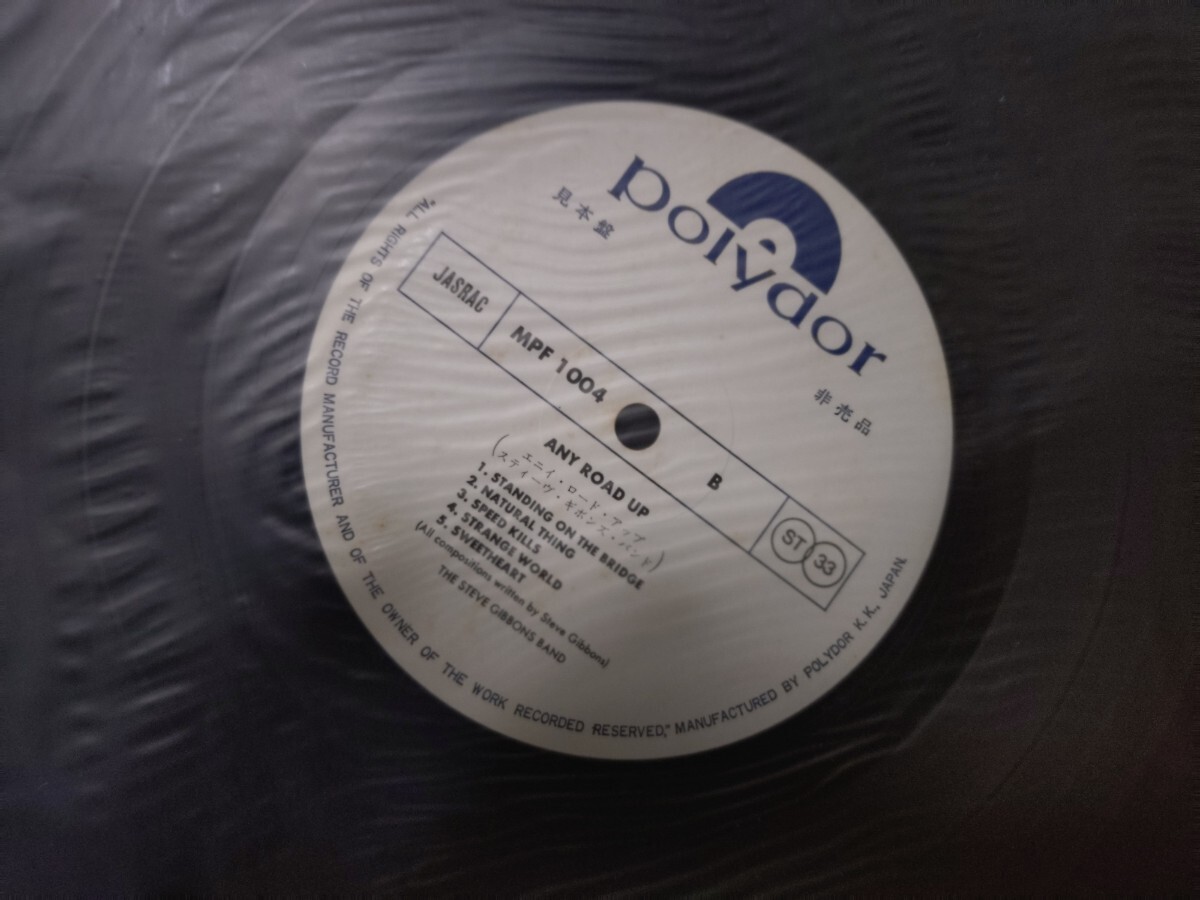 polydor
見本盤
非売品
JASRAC
MPF 1004
B
ST 33
ANY ROAD UP
(エニイ・ロード・アップ
スティーヴ・ギボンズ・バンド)
1. STANDING ON THE BRIDGE
2. NATURAL THING
3. SPEED KILLS
4. STRANGE WORLD
5. SWEETHEART
(All compositions written by Steve Gibbons)
THE STEVE GIBBONS BAND
"ALL RIGHTS OF THE RECORD MANUFACTURER AND OF THE OWNER OF THE WORK RECORDED RESERVED," MANUFACTURED BY POLYDOR K.K., JAPAN